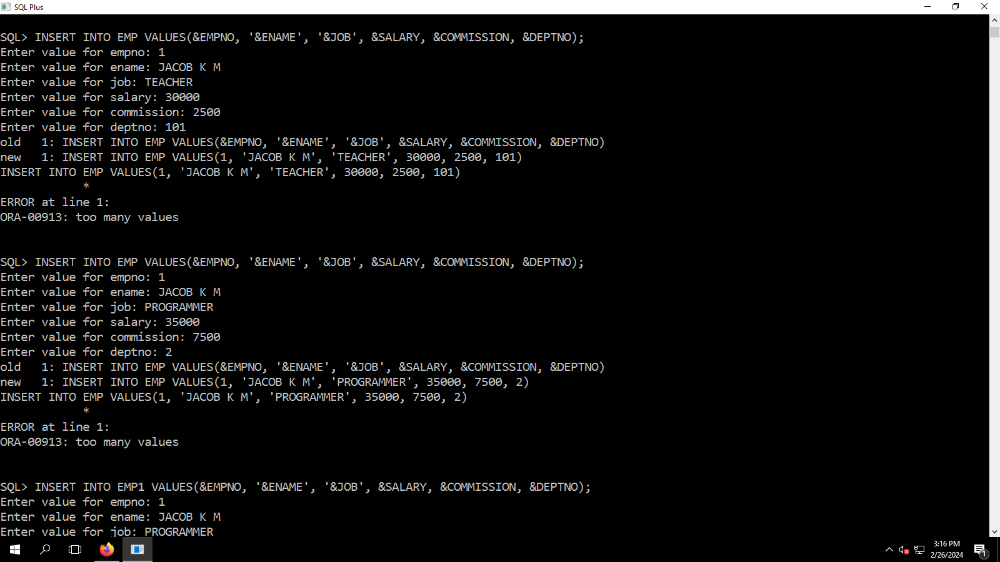 SQL Plus
SQL> INSERT INTO EMP VALUES(&EMPNO, '&ENAME', '&JOB', &SALARY, &COMMISSION, &DEPTNO);
Enter value for empno: 1
Enter value for ename: JACOB K M
Enter value for job: TEACHER
Enter value for salary: 30000
Enter value for commission: 2500
Enter value for deptno: 101
old   1: INSERT INTO EMP VALUES(&EMPNO, '&ENAME', '&JOB', &SALARY, &COMMISSION, &DEPTNO)
new   1: INSERT INTO EMP VALUES(1, 'JACOB K M', 'TEACHER', 30000, 2500, 101)
INSERT INTO EMP VALUES(1, 'JACOB K M', 'TEACHER', 30000, 2500, 101)
            *
ERROR at line 1:
ORA-00913: too many values
SQL> INSERT INTO EMP VALUES(&EMPNO, '&ENAME', '&JOB', &SALARY, &COMMISSION, &DEPTNO);
Enter value for empno: 1
Enter value for ename: JACOB K M
Enter value for job: PROGRAMMER
Enter value for salary: 35000
Enter value for commission: 7500
Enter value for deptno: 2
old   1: INSERT INTO EMP VALUES(&EMPNO, '&ENAME', '&JOB', &SALARY, &COMMISSION, &DEPTNO)
new   1: INSERT INTO EMP VALUES(1, 'JACOB K M', 'PROGRAMMER', 35000, 7500, 2)
INSERT INTO EMP VALUES(1, 'JACOB K M', 'PROGRAMMER', 35000, 7500, 2)
            *
ERROR at line 1:
ORA-00913: too many values
SQL> INSERT INTO EMP1 VALUES(&EMPNO, '&ENAME', '&JOB', &SALARY, &COMMISSION, &DEPTNO);
Enter value for empno: 1
Enter value for ename: JACOB K M
Enter value for job: PROGRAMMER
3:16 PM
2/26/2024
1